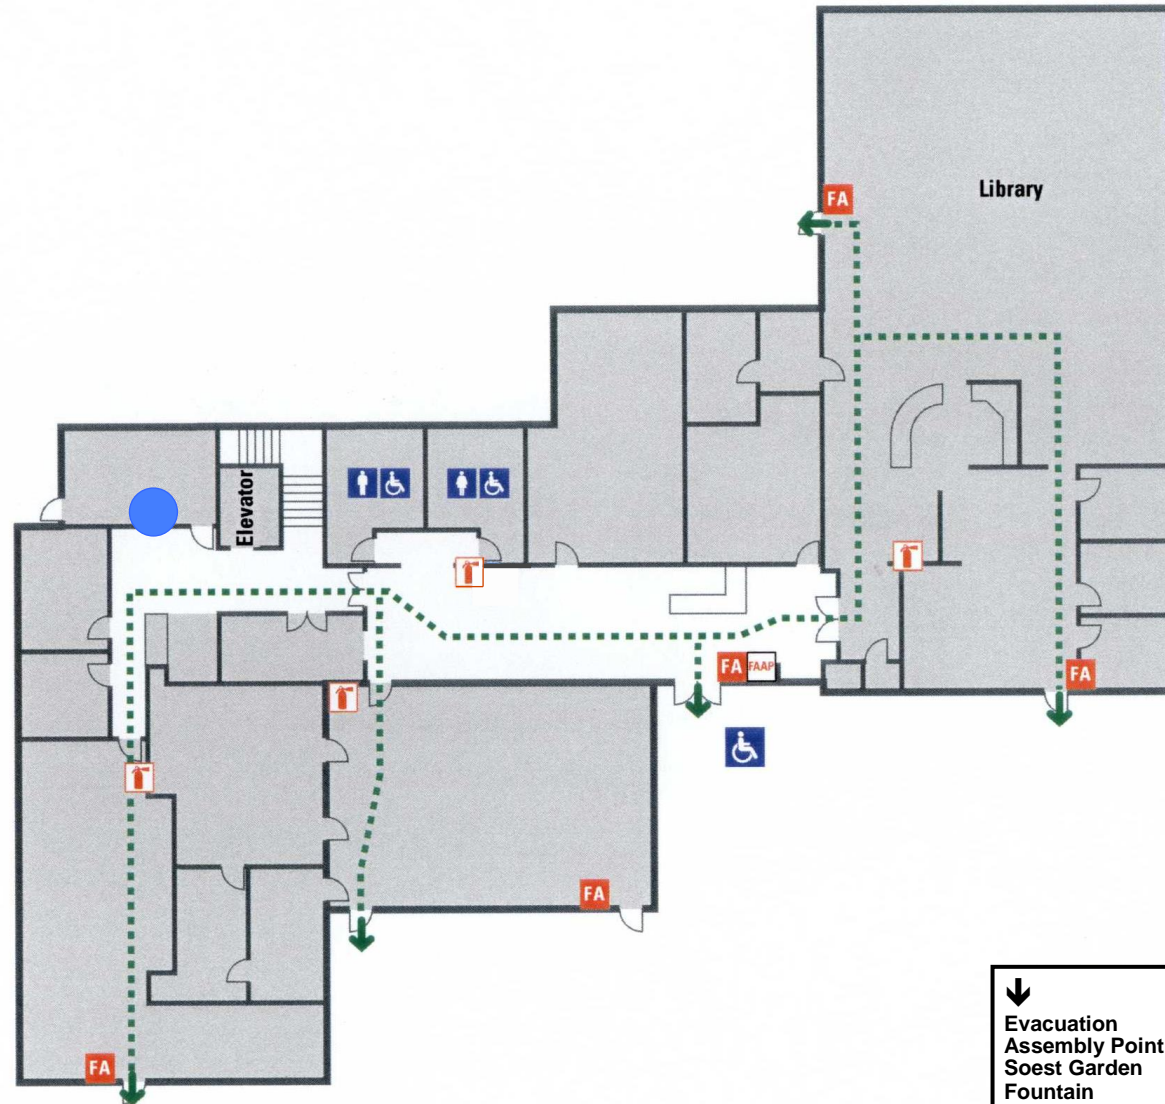 FA
Library
Elevator
FA
FAAP
FA
FA
FA
Evacuation
Assembly Point
Soest Garden
Fountain